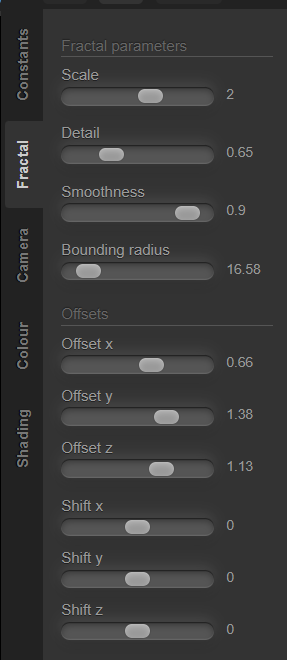 Constants
Fractal
Camera
Colour
Shading
Fractal parameters
Scale
2
Detail
0.65
Smoothness
0.9
Bounding radius
16.58
Offsets
Offset x
0.66
Offset y
1.38
Offset z
1.13
Shift x
0
Shift y
0
Shift z
0